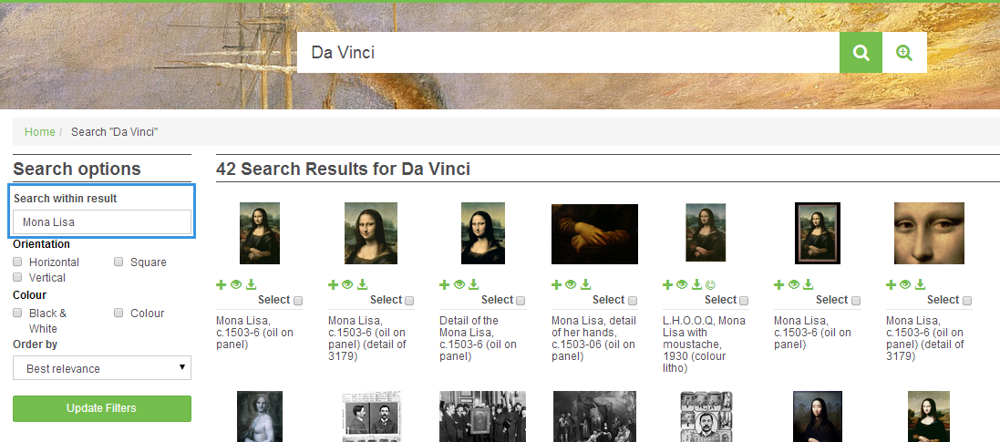 Da Vinci
Home / Search "Da Vinci"
Search options
Search within result
Mona Lisa
Orientation
Horizontal
Square
Vertical
Colour
Black &
White
Colour
Order by
Best relevance
Update Filters
42 Search Results for Da Vinci
Select
Mona Lisa,
c.1503-6 (oil on
panel)
Select
Mona Lisa,
c.1503-6 (oil on
panel) (detail of
3179)
Select
Detail of the
Mona Lisa,
c.1503-6 (oil on
panel)
Select
Mona Lisa, detail
of her hands,
c.1503-06 (oil on
panel)
©
Select
L.H.O.O.Q, Mona
Lisa with
moustache,
1930 (colour
litho)
Select
Mona Lisa,
c.1503-6 (oil on
panel)
Select
Mona Lisa,
c.1503-6 (oil on
panel) (detail of
3179)